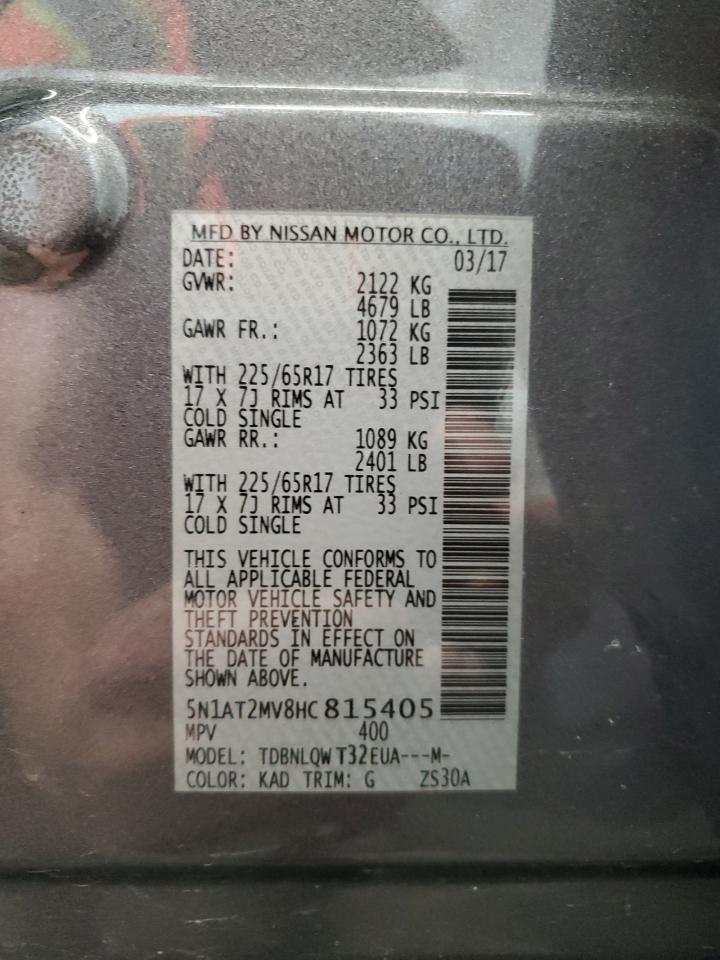 MFD BY NISSAN MOTOR CO., LTD.
DATE: 03/17
GVWR: 2122 KG
4679 LB
GAWR FR.: 1072 KG
2363 LB
WITH 225/65R17 TIRES
17 X 7J RIMS AT 33 PSI
COLD SINGLE
GAWR RR.: 1089 KG
2401 LB
WITH 225/65R17 TIRES
17 X 7J RIMS AT 33 PSI
COLD SINGLE
THIS VEHICLE CONFORMS TO
ALL APPLICABLE FEDERAL
MOTOR VEHICLE SAFETY AND
THEFT PREVENTION
STANDARDS IN EFFECT ON
THE DATE OF MANUFACTURE
SHOWN ABOVE.
5N1AT2MV8HC815405
MPV 400
MODEL: TDBNLQW T32EUA---M-
COLOR: KAD TRIM: G ZS30A